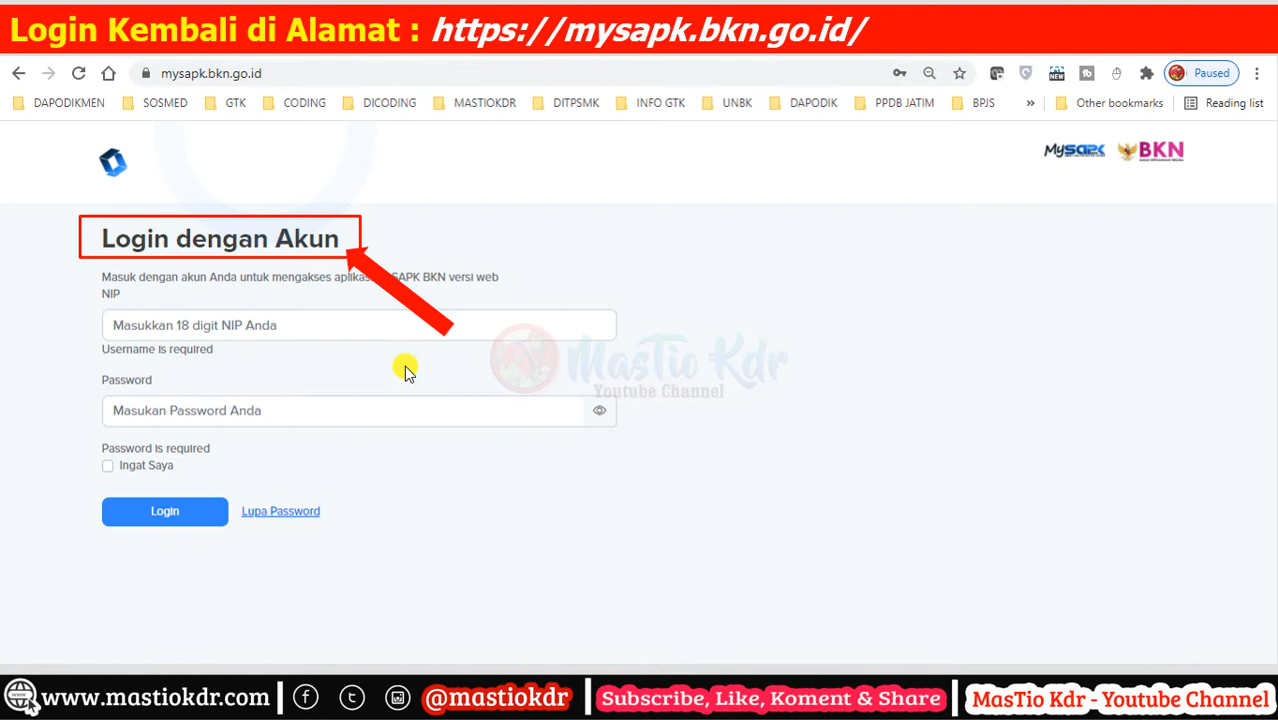 Login Kembali di Alamat : https://mysapk.bkn.go.id/
mysapk.bkn.go.id
NEW
Paused
DAPODIKMEN SOSMED GTK CODING DICODING MASTIOKDR DITPSMK INFO GTK UNBK DAPODIK PPDB JATIM BPJS » Other bookmarks Reading list
MySAPK BKN
Login dengan Akun
Masuk dengan akun Anda untuk mengakses aplikasi SAPK BKN versi web
NIP
Masukkan 18 digit NIP Anda
Username is required
MasTio Kdr
Youtube Channel
Password
Masukan Password Anda
Password is required
Ingat Saya
Login Lupa Password
www.mastiokdr.com @mastiokdr Subscribe, Like, Koment & Share MasTio Kdr - Youtube Channel